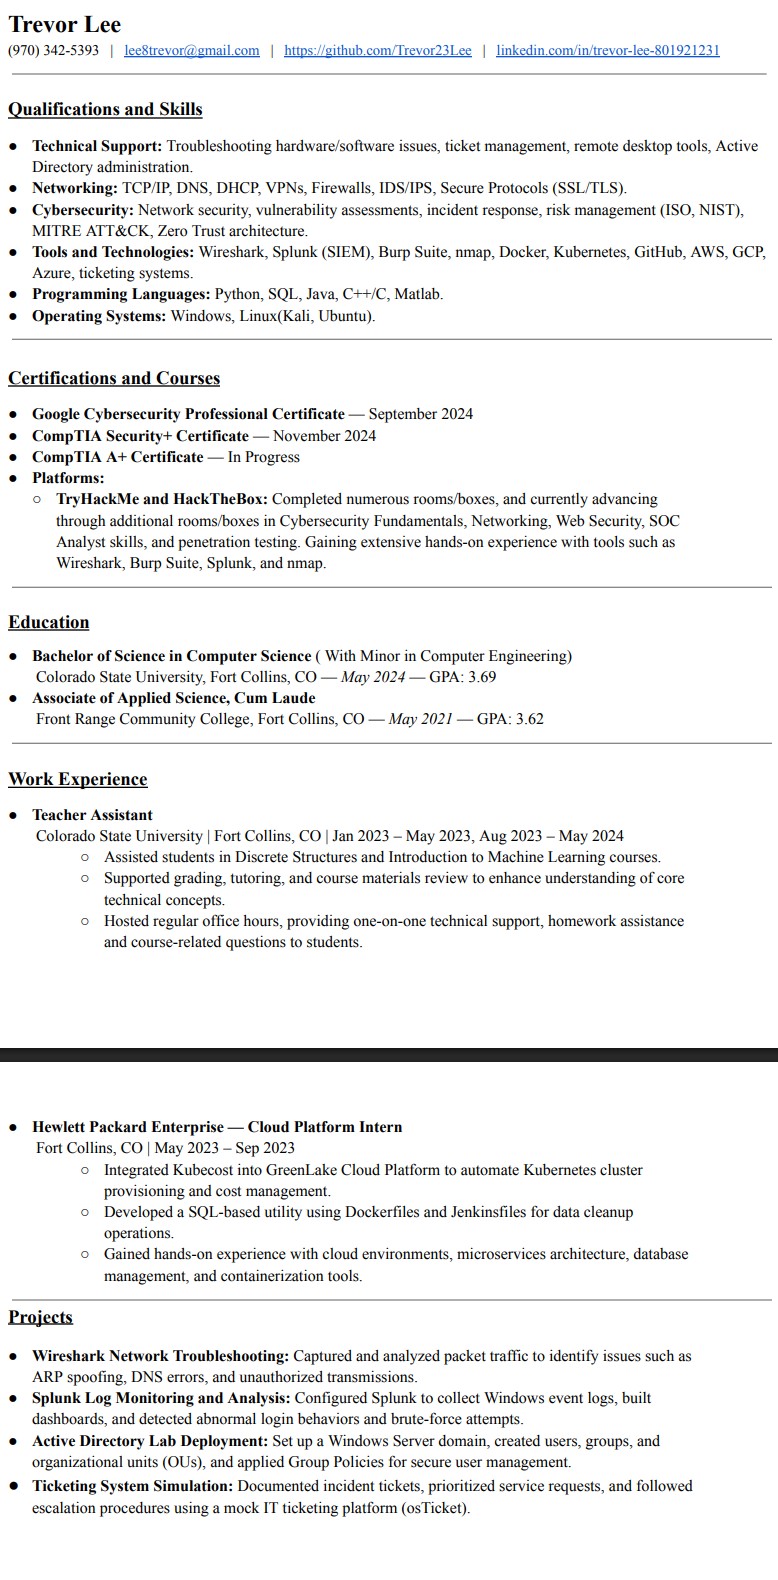 Trevor Lee
(970) 342-5393 | lee8trevor@gmail.com | https://github.com/Trevor23Lee | linkedin.com/in/trevor-lee-801921231
Qualifications and Skills
● Technical Support: Troubleshooting hardware/software issues, ticket management, remote desktop tools, Active
Directory administration.
● Networking: TCP/IP, DNS, DHCP, VPNs, Firewalls, IDS/IPS, Secure Protocols (SSL/TLS).
● Cybersecurity: Network security, vulnerability assessments, incident response, risk management (ISO, NIST),
MITRE ATT&CK, Zero Trust architecture.
● Tools and Technologies: Wireshark, Splunk (SIEM), Burp Suite, nmap, Docker, Kubernetes, GitHub, AWS, GCP,
Azure, ticketing systems.
● Programming Languages: Python, SQL, Java, C++/C, Matlab.
● Operating Systems: Windows, Linux(Kali, Ubuntu).
Certifications and Courses
● Google Cybersecurity Professional Certificate — September 2024
● CompTIA Security+ Certificate — November 2024
● CompTIA A+ Certificate — In Progress
● Platforms:
○ TryHackMe and HackTheBox: Completed numerous rooms/boxes, and currently advancing
through additional rooms/boxes in Cybersecurity Fundamentals, Networking, Web Security, SOC
Analyst skills, and penetration testing. Gaining extensive hands-on experience with tools such as
Wireshark, Burp Suite, Splunk, and nmap.
Education
● Bachelor of Science in Computer Science ( With Minor in Computer Engineering)
Colorado State University, Fort Collins, CO — May 2024 — GPA: 3.69
● Associate of Applied Science, Cum Laude
Front Range Community College, Fort Collins, CO — May 2021 — GPA: 3.62
Work Experience
● Teacher Assistant
Colorado State University | Fort Collins, CO | Jan 2023 – May 2023, Aug 2023 – May 2024
○ Assisted students in Discrete Structures and Introduction to Machine Learning courses.
○ Supported grading, tutoring, and course materials review to enhance understanding of core
technical concepts.
○ Hosted regular office hours, providing one-on-one technical support, homework assistance
and course-related questions to students.
● Hewlett Packard Enterprise — Cloud Platform Intern
Fort Collins, CO | May 2023 – Sep 2023
○ Integrated Kubecost into GreenLake Cloud Platform to automate Kubernetes cluster
provisioning and cost management.
○ Developed a SQL-based utility using Dockerfiles and Jenkinsfiles for data cleanup
operations.
○ Gained hands-on experience with cloud environments, microservices architecture, database
management, and containerization tools.
Projects
● Wireshark Network Troubleshooting: Captured and analyzed packet traffic to identify issues such as
ARP spoofing, DNS errors, and unauthorized transmissions.
● Splunk Log Monitoring and Analysis: Configured Splunk to collect Windows event logs, built
dashboards, and detected abnormal login behaviors and brute-force attempts.
● Active Directory Lab Deployment: Set up a Windows Server domain, created users, groups, and
organizational units (OUs), and applied Group Policies for secure user management.
● Ticketing System Simulation: Documented incident tickets, prioritized service requests, and followed
escalation procedures using a mock IT ticketing platform (osTicket).